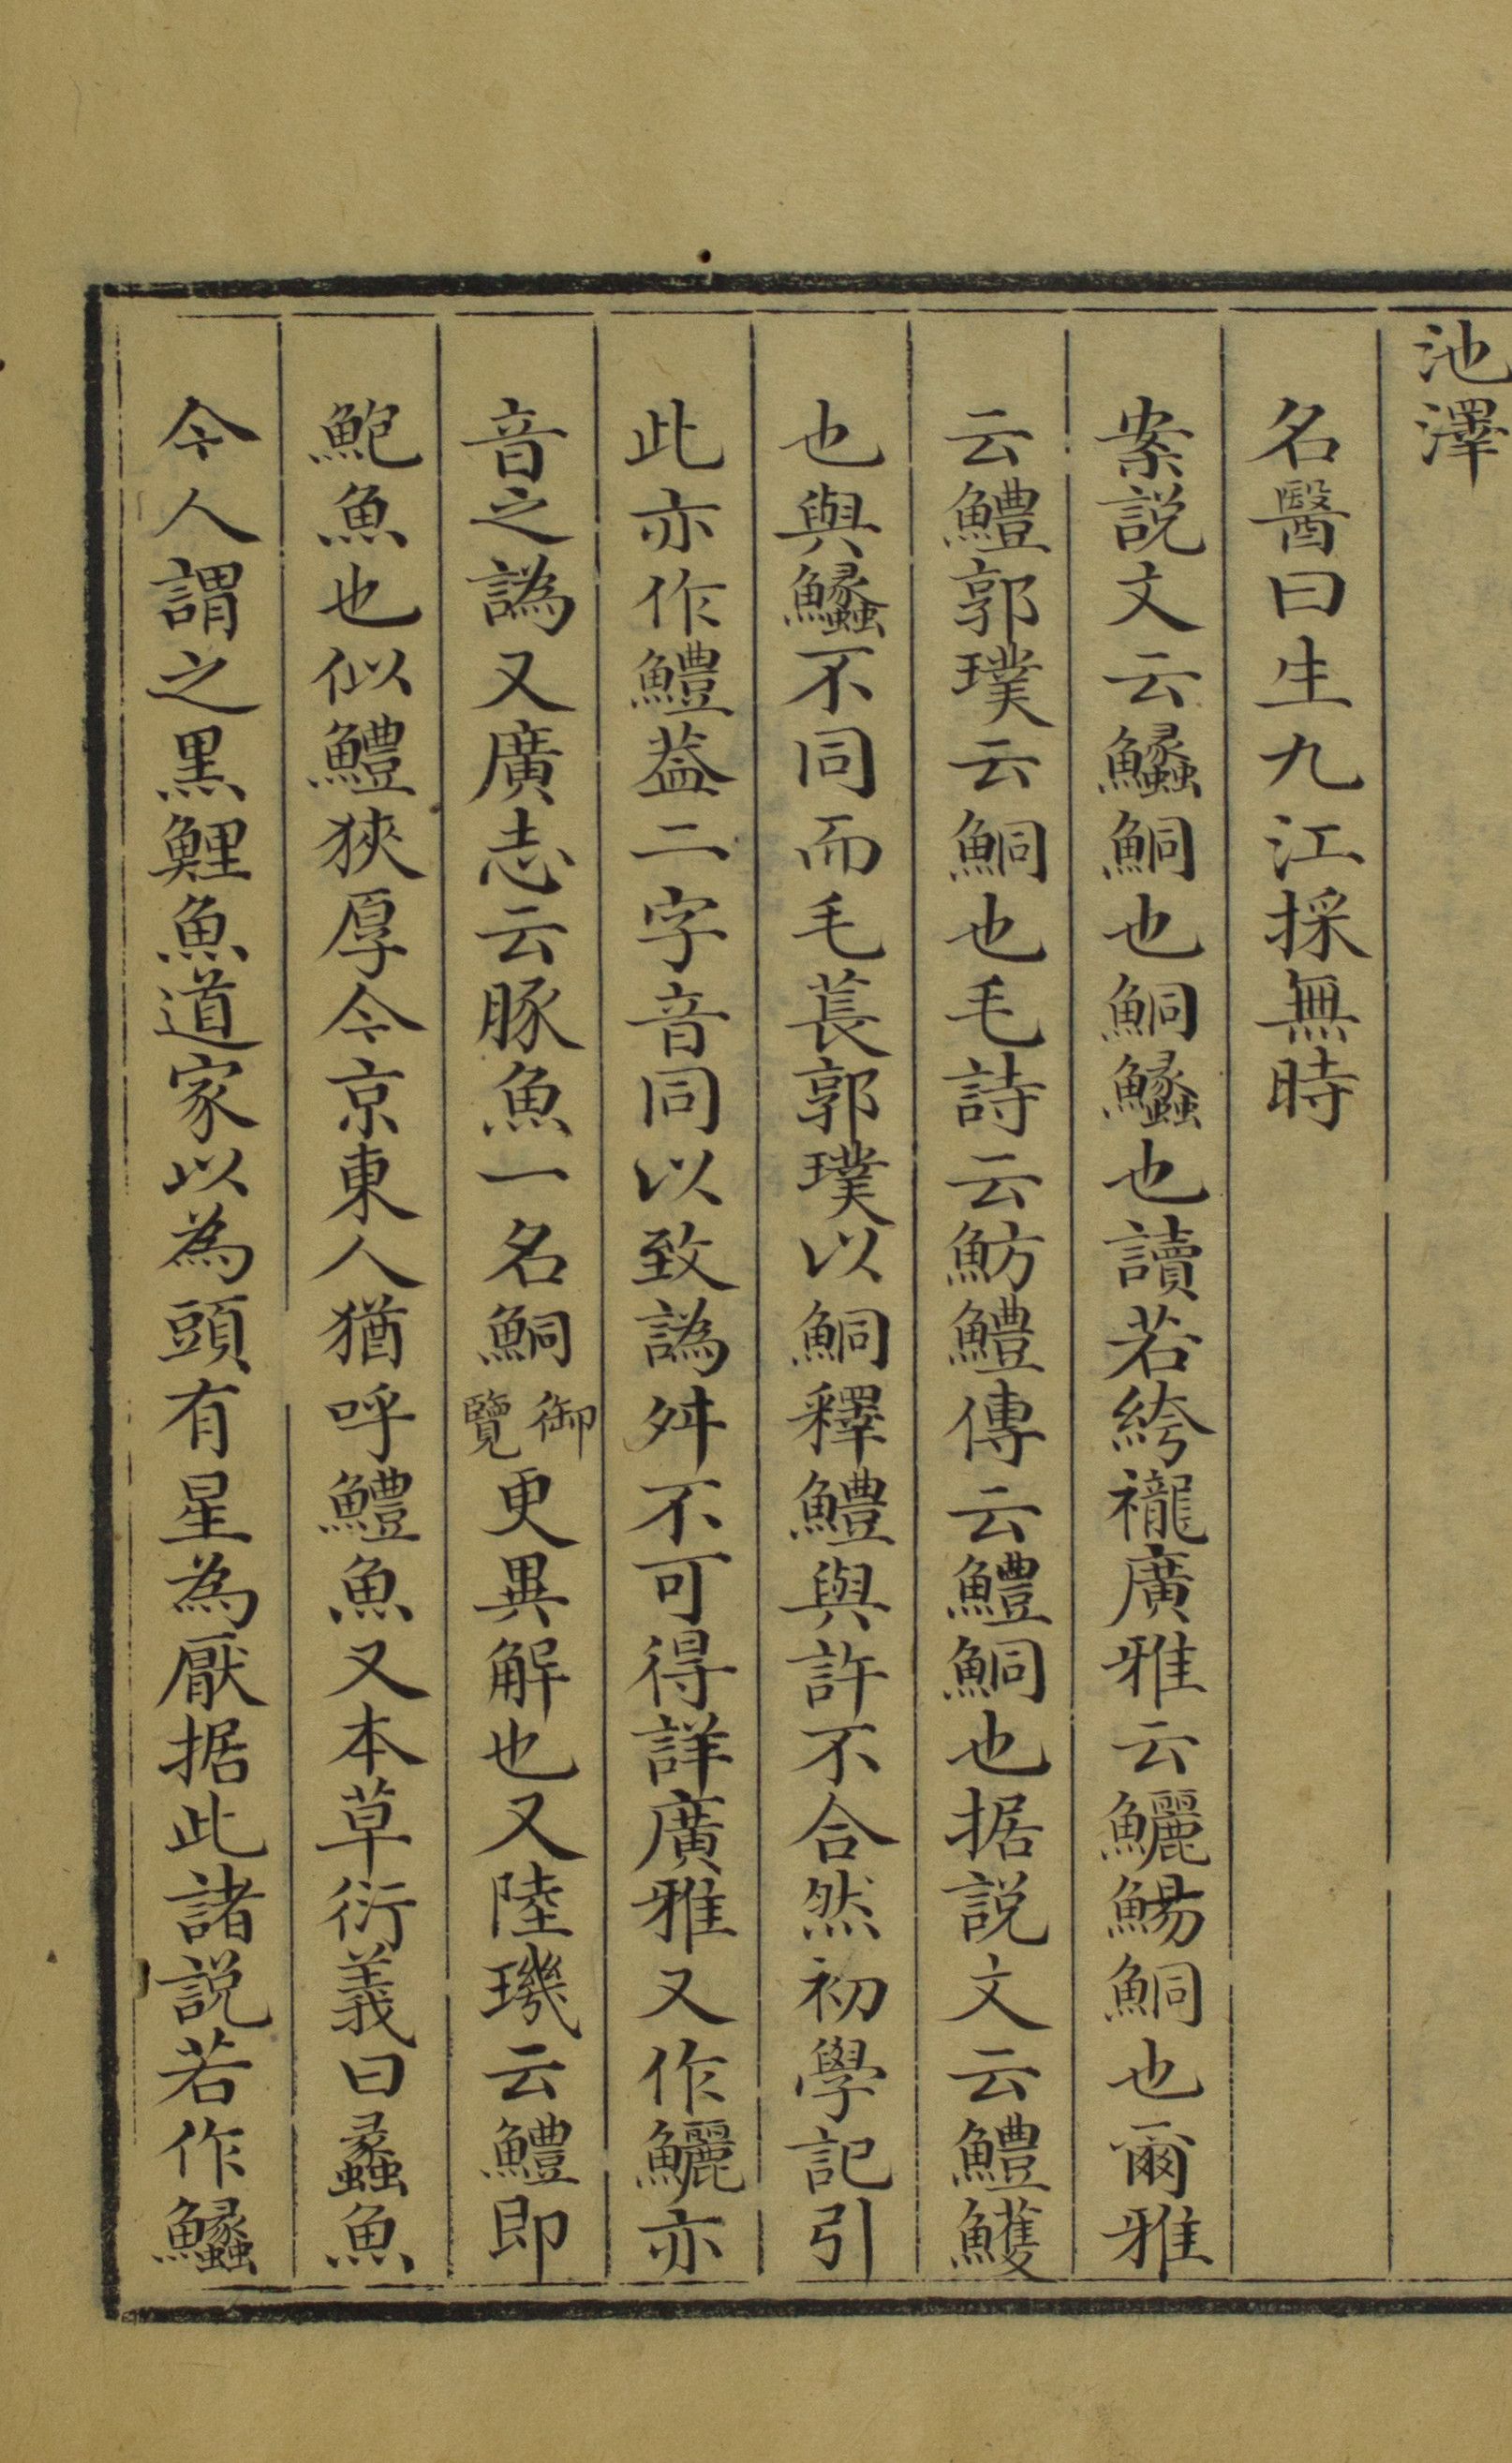 池澤
名醫曰生九江採無時
案説文云鱺鮦也鮦鱺也讀若絝襱廣雅云鱺鯣鮦也爾雅
云鱧郭璞云鮦也毛詩云魴鱧傳云鱧鮦也据説文云鱧鱯
也與鱺不同而毛萇郭璞以鮦釋鱧與許不合然初學記引
此亦作鱧葢二字音同以致譌舛不可得詳廣雅又作鱺亦
音之譌又廣志云豚魚一名鮦御覽更異解也又陸璣云鱧即
鮑魚也似鱧狹厚今京東人猶呼鱧魚又本草衍義曰蠡魚
今人謂之黑鯉魚道家以為頭有星為厭据此諸説若作鱺